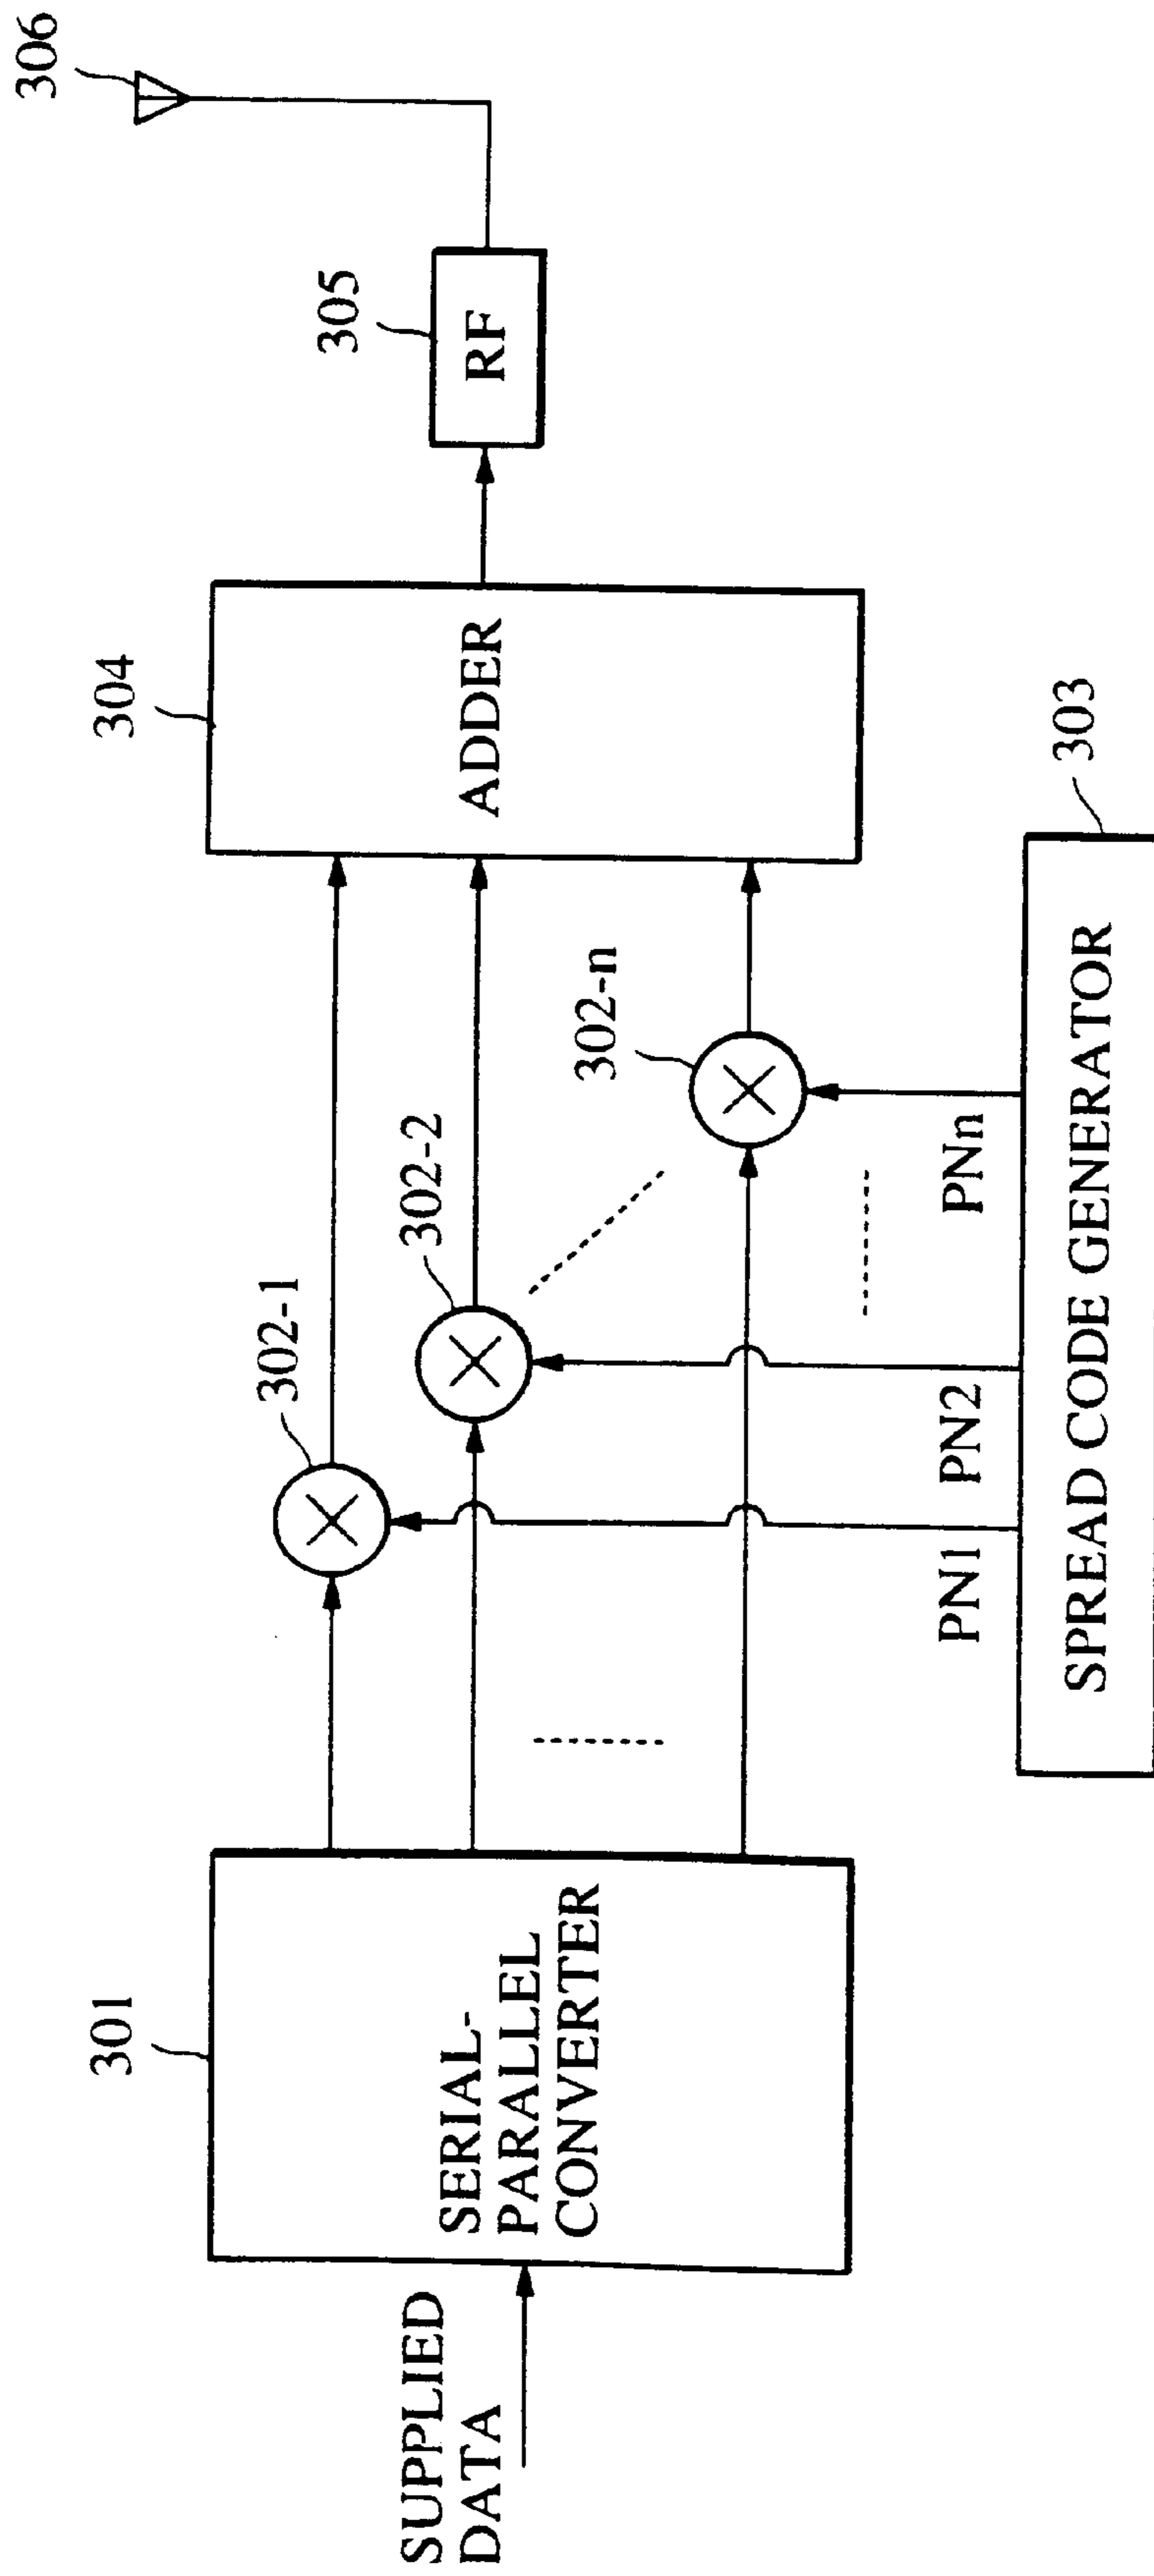 306
305
RF
304
ADDER
303
302-n
302-2
302-1
PNn
PN2
PN1
SPREAD CODE GENERATOR
301
SERIAL-
PARALLEL
CONVERTER
SUPPLIED
DATA